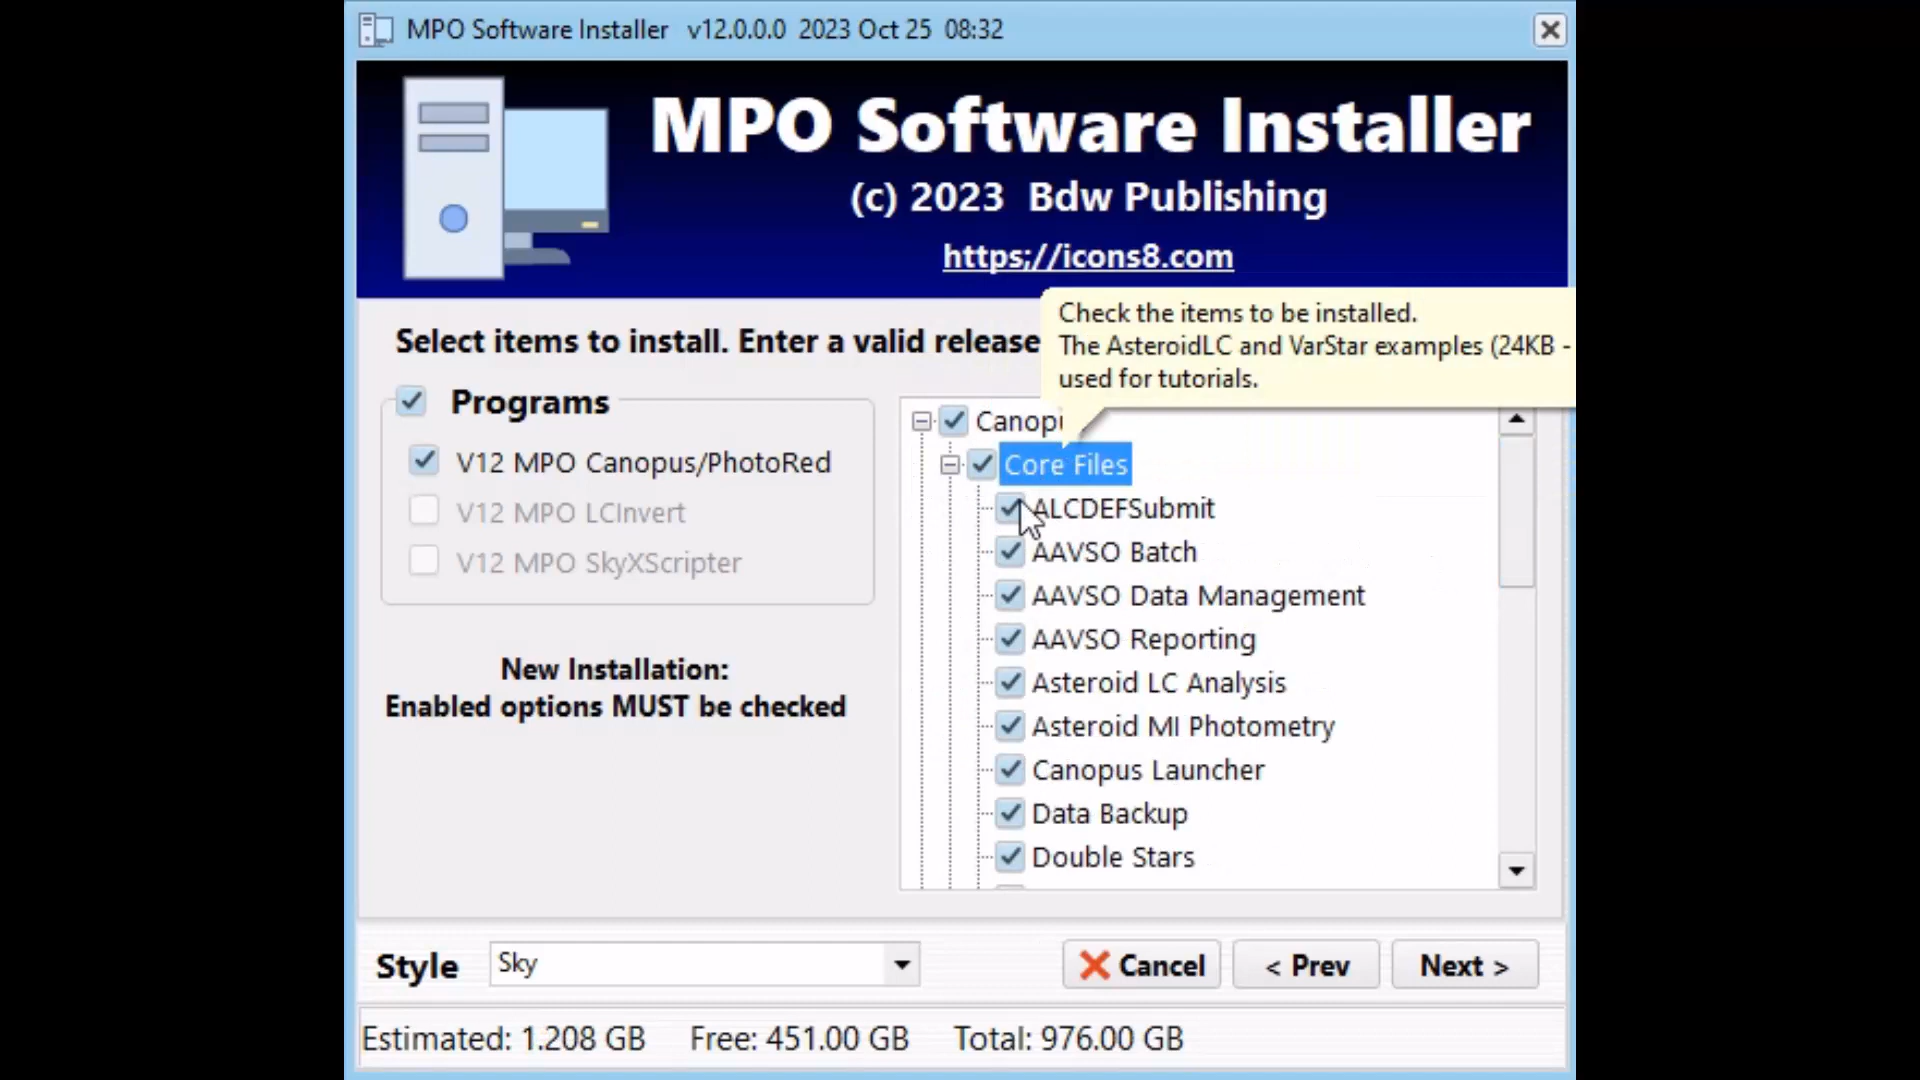 MPO Software Installer v12.0.0.0 2023 Oct 25 08:32
MPO Software Installer
(c) 2023 Bdw Publishing
https;//icons8.com
Check the items to be installed.
The AsteroidLC and VarStar examples (24KB -
used for tutorials.
Select items to install. Enter a valid release
Programs
V12 MPO Canopus/PhotoRed
V12 MPO LCInvert
V12 MPO SkyXScripter
New Installation:
Enabled options MUST be checked
Canop
Core Files
ALCDEFSubmit
AAVSO Batch
AAVSO Data Management
AAVSO Reporting
Asteroid LC Analysis
Asteroid MI Photometry
Canopus Launcher
Data Backup
Double Stars
Style
Sky
Cancel
< Prev
Next >
Estimated: 1.208 GB Free: 451.00 GB Total: 976.00 GB